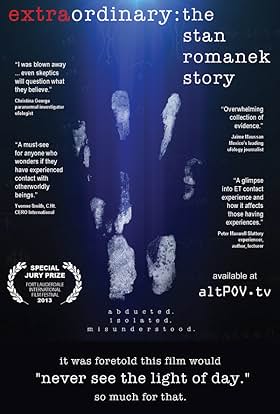 extraordinary: the
stan
romanek
story
"I was blown
away ...
even skeptics
will question
what they
believe."
Christina George
paranormal investigator
ufologist
"A must-see
for anyone who
wonders if they
have experienced
contact with
otherworldly
beings."
Yvonne Smith, C.Ht.
CERO International
SPECIAL
JURY PRIZE
FORT LAUDERDALE
INTERNATIONAL
FILM FESTIVAL
2013
"Overwhelming
collection of
evidence."
Jaime Maussan
Mexico's leading
ufology journalist
"A glimpse
into ET contact
experience and
how it affects
those having
experiences."
Peter Maxwell Slattery
experiencer,
author, lecturer
available at
altPOV.tv
abducted.
isolated.
misunderstood.
it was foretold this film would
"never see the light of day."
so much for that.